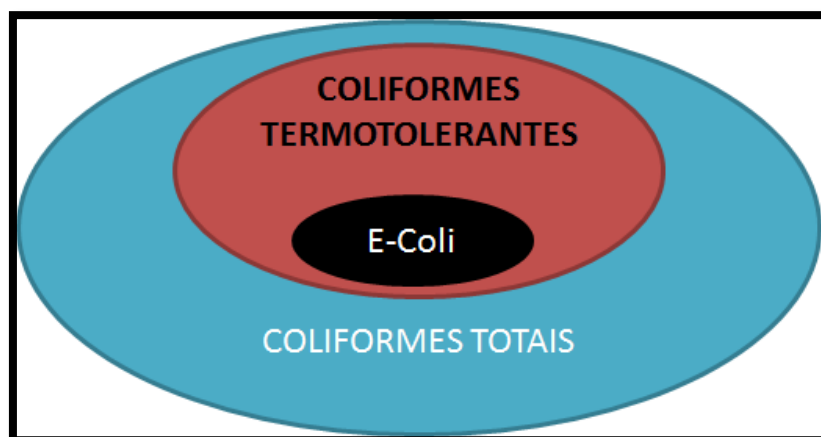 COLIFORMES
TERMOTOLERANTES
E-Coli
COLIFORMES TOTAIS